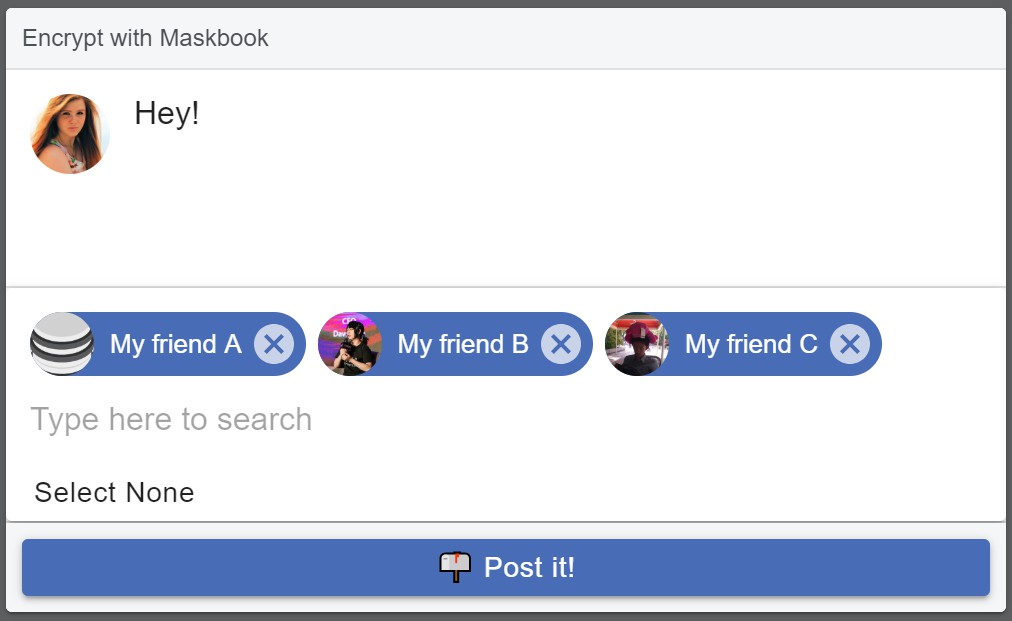 Encrypt with Maskbook
Hey!
My friend A
My friend B
My friend C
Type here to search
Select None
Post it!